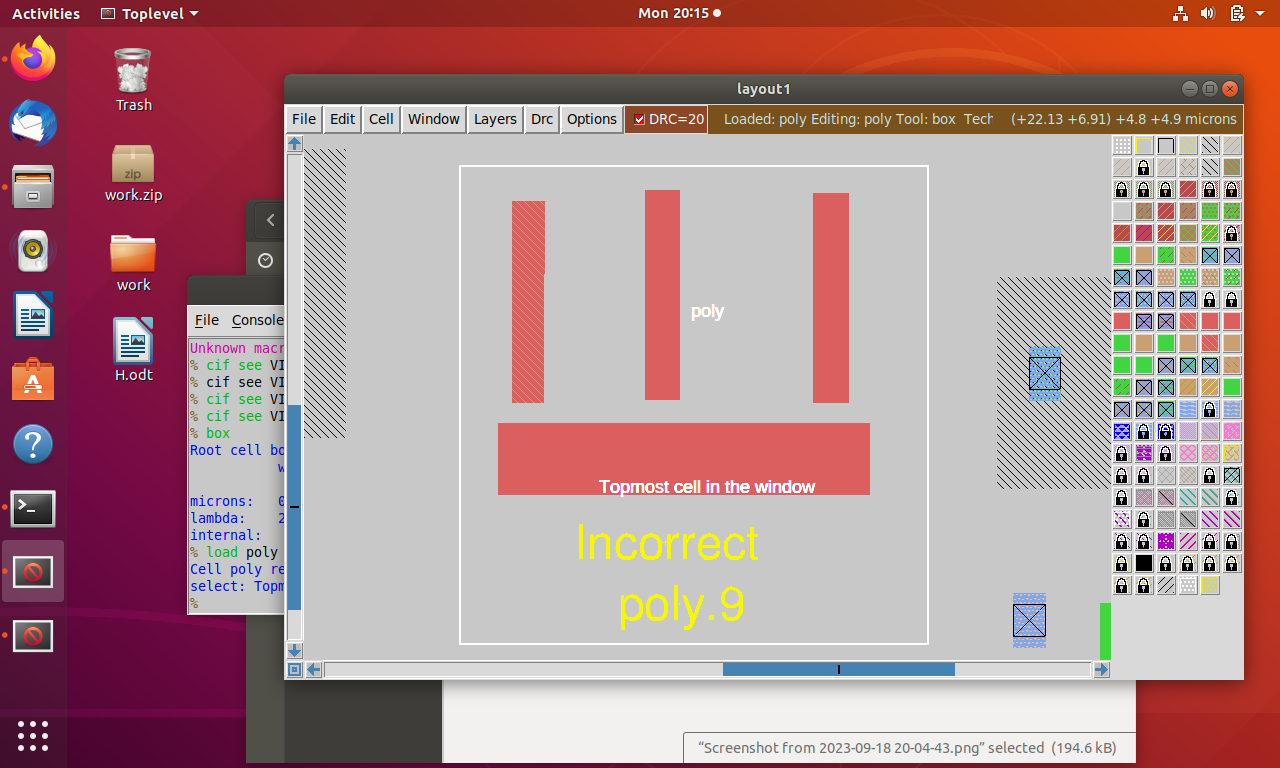 Activities Toplevel Mon 20:15
Trash
work.zip
work
H.odt
zip
layout1
File Edit Cell Window Layers Drc Options DRC=20 Loaded: poly Editing: poly Tool: box Tech (+22.13 +6.91) +4.8 +4.9 microns
poly
Topmost cell in the window
Incorrect
poly.9
File Console
Unknown macr
% cif see VI
% cif see VI
% cif see VI
% cif see VI
% box
Root cell bo
w
microns: 0
lambda: 2
internal:
% load poly
Cell poly re
select: Topm
%
“Screenshot from 2023-09-18 20-04-43.png” selected (194.6 kB)